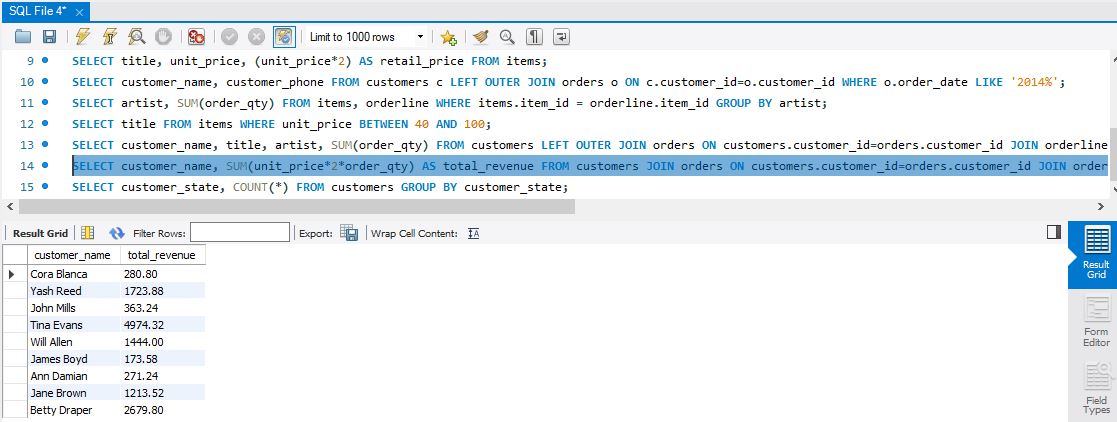 SQL File 4*
Limit to 1000 rows
9 SELECT title, unit_price, (unit_price*2) AS retail_price FROM items;
10 SELECT customer_name, customer_phone FROM customers c LEFT OUTER JOIN orders o ON c.customer_id=o.customer_id WHERE o.order_date LIKE '2014%';
11 SELECT artist, SUM(order_qty) FROM items, orderline WHERE items.item_id = orderline.item_id GROUP BY artist;
12 SELECT title FROM items WHERE unit_price BETWEEN 40 AND 100;
13 SELECT customer_name, title, artist, SUM(order_qty) FROM customers LEFT OUTER JOIN orders ON customers.customer_id=orders.customer_id JOIN orderline
14 SELECT customer_name, SUM(unit_price*2*order_qty) AS total_revenue FROM customers JOIN orders ON customers.customer_id=orders.customer_id JOIN order
15 SELECT customer_state, COUNT(*) FROM customers GROUP BY customer_state;
Result Grid Filter Rows: Export: Wrap Cell Content:
customer_name total_revenue
Cora Blanca 280.80
Yash Reed 1723.88
John Mills 363.24
Tina Evans 4974.32
Will Allen 1444.00
James Boyd 173.58
Ann Damian 271.24
Jane Brown 1213.52
Betty Draper 2679.80
Result
Grid
Form
Editor
Field
Types